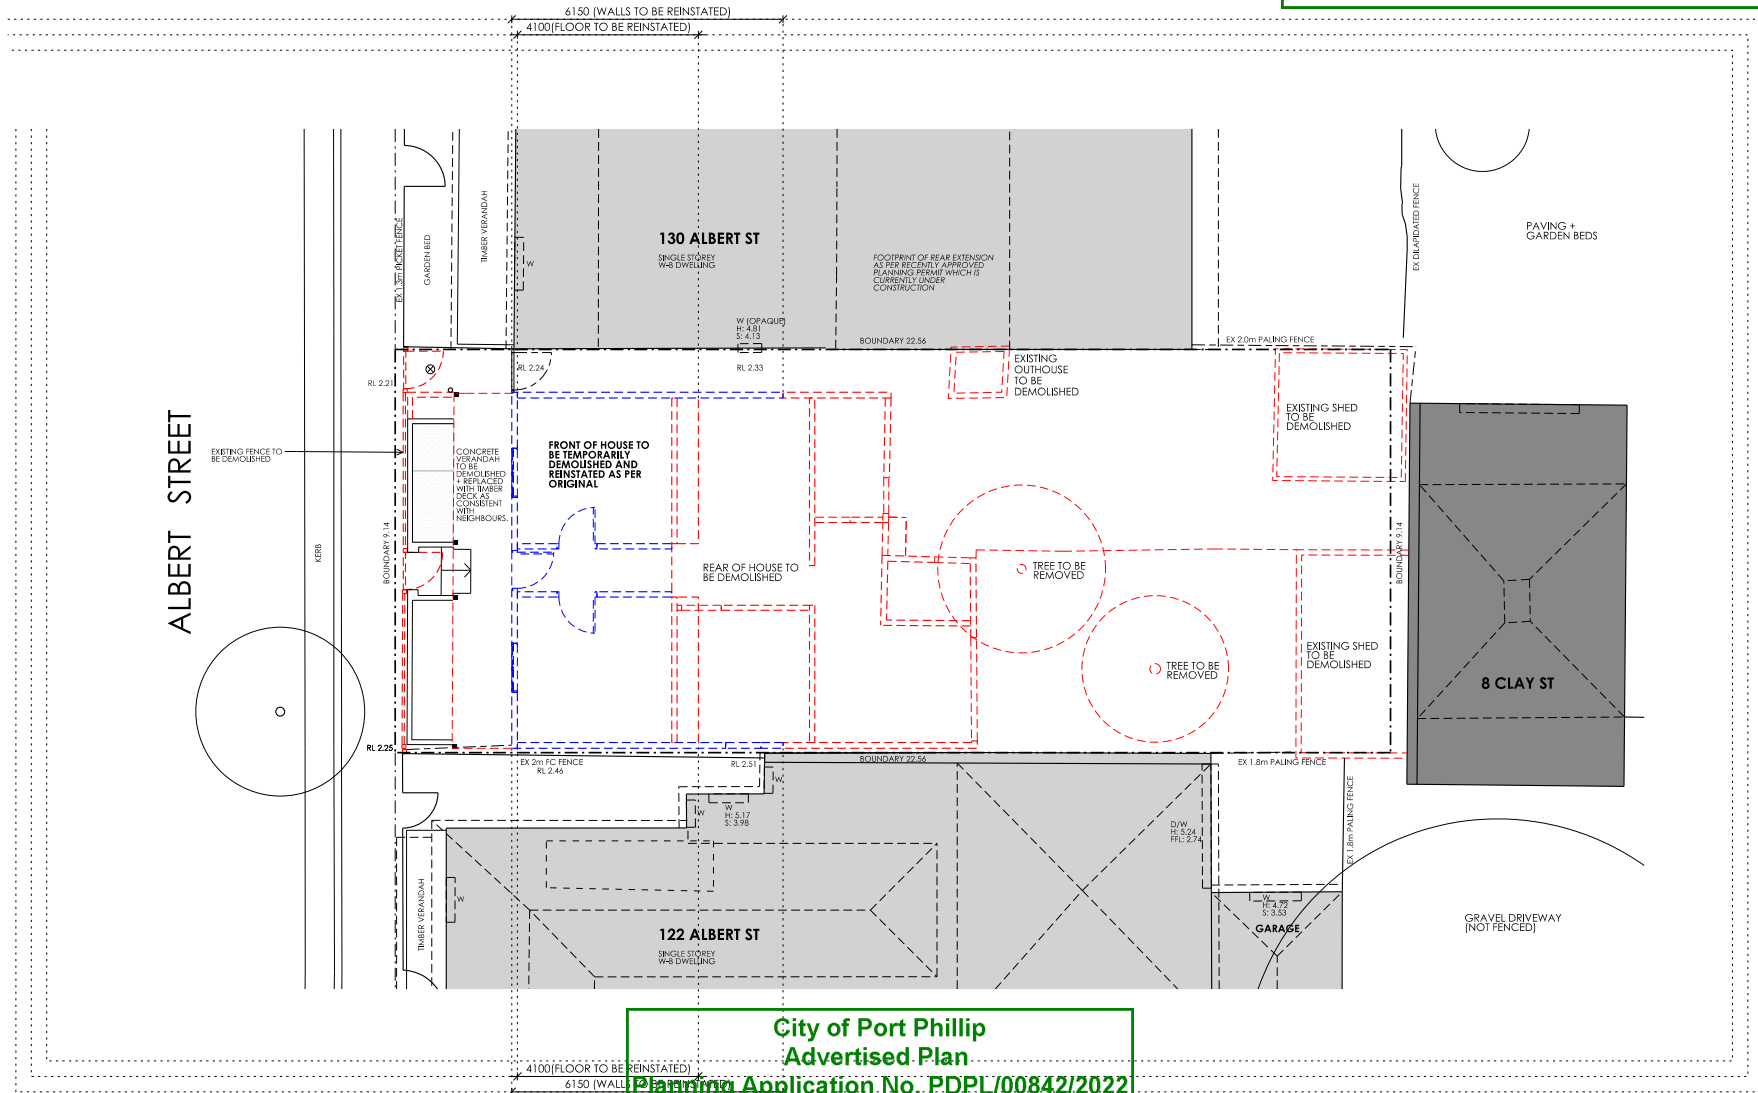 6150 (WALLS TO BE REINSTATED)
4100(FLOOR TO BE REINSTATED)
ALBERT STREET
KERB
EX 1.3m PICKET FENCE
GARDEN BED
TIMBER VERANDAH
W
130 ALBERT ST
SINGLE STOREY
W-B DWELLING
FOOTPRINT OF REAR EXTENSION
AS PER RECENTLY APPROVED
PLANNING PERMIT WHICH IS
CURRENTLY UNDER
CONSTRUCTION
W (OPAQUE)
H: 4.81
S: 4.13
BOUNDARY 22.56
EX 2.0m PALING FENCE
EX DILAPIDATED FENCE
PAVING +
GARDEN BEDS
RL 2.21
RL 2.24
RL 2.33
EXISTING
OUTHOUSE
TO BE
DEMOLISHED
EXISTING SHED
TO BE
DEMOLISHED
EXISTING FENCE TO
BE DEMOLISHED
CONCRETE
VERANDAH
TO BE
DEMOLISHED
+ REPLACED
WITH TIMBER
DECK AS
CONSISTENT
WITH
NEIGHBOURS.
FRONT OF HOUSE TO
BE TEMPORARILY
DEMOLISHED AND
REINSTATED AS PER
ORIGINAL
BOUNDARY 9.14
REAR OF HOUSE TO
BE DEMOLISHED
TREE TO BE
REMOVED
TREE TO BE
REMOVED
BOUNDARY 9.14
EXISTING SHED
TO BE
DEMOLISHED
8 CLAY ST
RL 2.25
EX 2m FC FENCE
RL 2.46
RL 2.51
BOUNDARY 22.56
EX 1.8m PALING FENCE
EX 1.8m PALING FENCE
W
W
W
H: 5.17
S: 3.98
D/W
H: 5.24
FFL: 2.74
TIMBER VERANDAH
W
122 ALBERT ST
SINGLE STOREY
W-B DWELLING
W
H: 4.72
S: 3.53
GARAGE
GRAVEL DRIVEWAY
(NOT FENCED)
City of Port Phillip
Advertised Plan
Planning Application No. PDPL/00842/2022
4100(FLOOR TO BE REINSTATED)
6150 (WALLS TO BE REINSTATED)